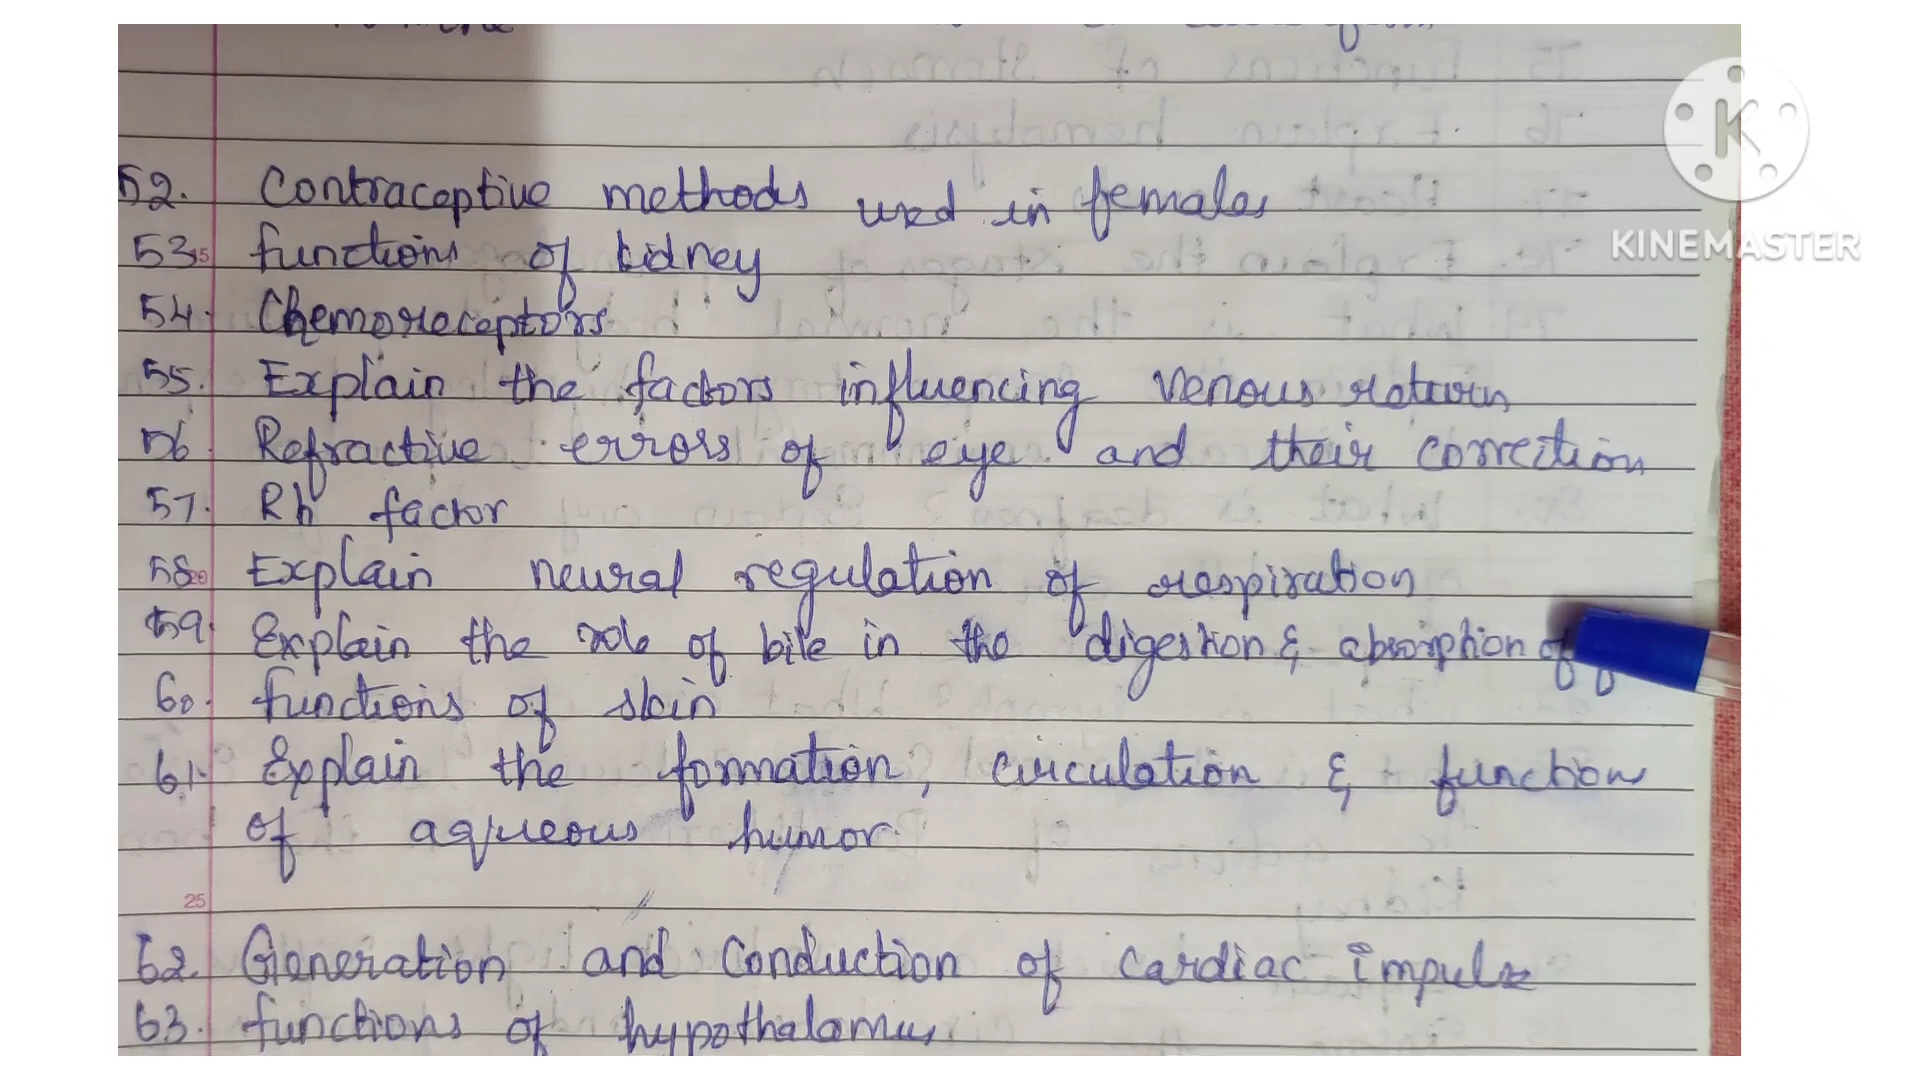 52. Contraceptive methods used in females
53. functions of kidney
54. Chemoreceptors
55. Explain the factors influencing venous return
56. Refractive errors of eye and their correction
57. Rh factor
58. Explain neural regulation of respiration
59. Explain the role of bile in the digestion & absorption of
60. functions of skin
61. Explain the formation, circulation & function
of aqueous humor.
62. Generation and Conduction of cardiac impulse
63. functions of hypothalamus
15
20
25
K
KINEMASTER